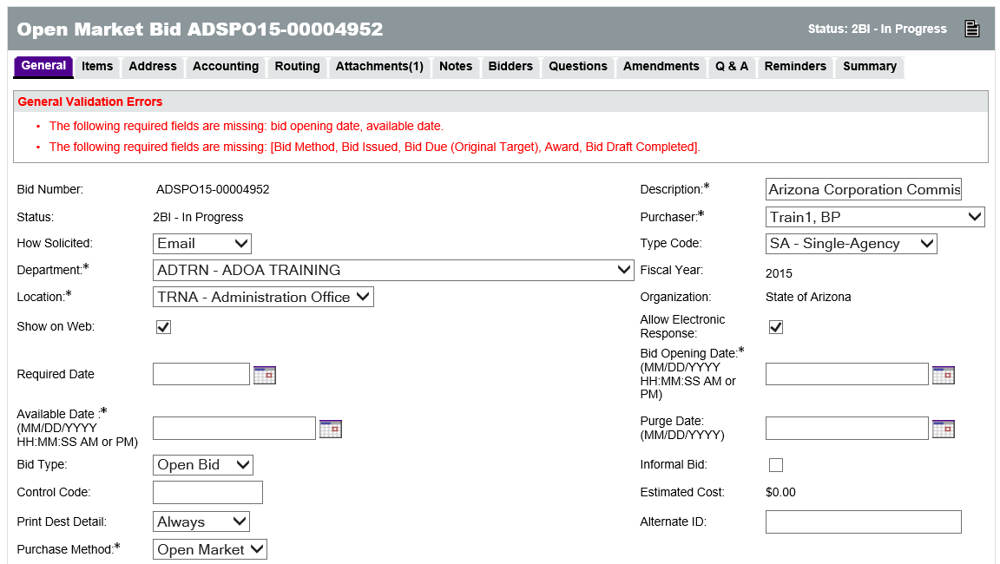 Open Market Bid ADSPO15-00004952
Status: 2BI - In Progress
General Items Address Accounting Routing Attachments(1) Notes Bidders Questions Amendments Q & A Reminders Summary
General Validation Errors
• The following required fields are missing: bid opening date, available date.
• The following required fields are missing: [Bid Method, Bid Issued, Bid Due (Original Target), Award, Bid Draft Completed].
Bid Number: ADSPO15-00004952
Description:* Arizona Corporation Commis
Status: 2BI - In Progress
Purchaser:* Train1, BP
How Solicited: Email
Type Code: SA - Single-Agency
Department:* ADTRN - ADOA TRAINING
Fiscal Year: 2015
Location:* TRNA - Administration Office
Organization: State of Arizona
Show on Web:
Allow Electronic
Response:
Required Date
Bid Opening Date:*
(MM/DD/YYYY
HH:MM:SS AM or
PM)
Available Date :*
(MM/DD/YYYY
HH:MM:SS AM or PM)
Purge Date:
(MM/DD/YYYY)
Bid Type: Open Bid
Informal Bid:
Control Code:
Estimated Cost: $0.00
Print Dest Detail: Always
Alternate ID:
Purchase Method:* Open Market